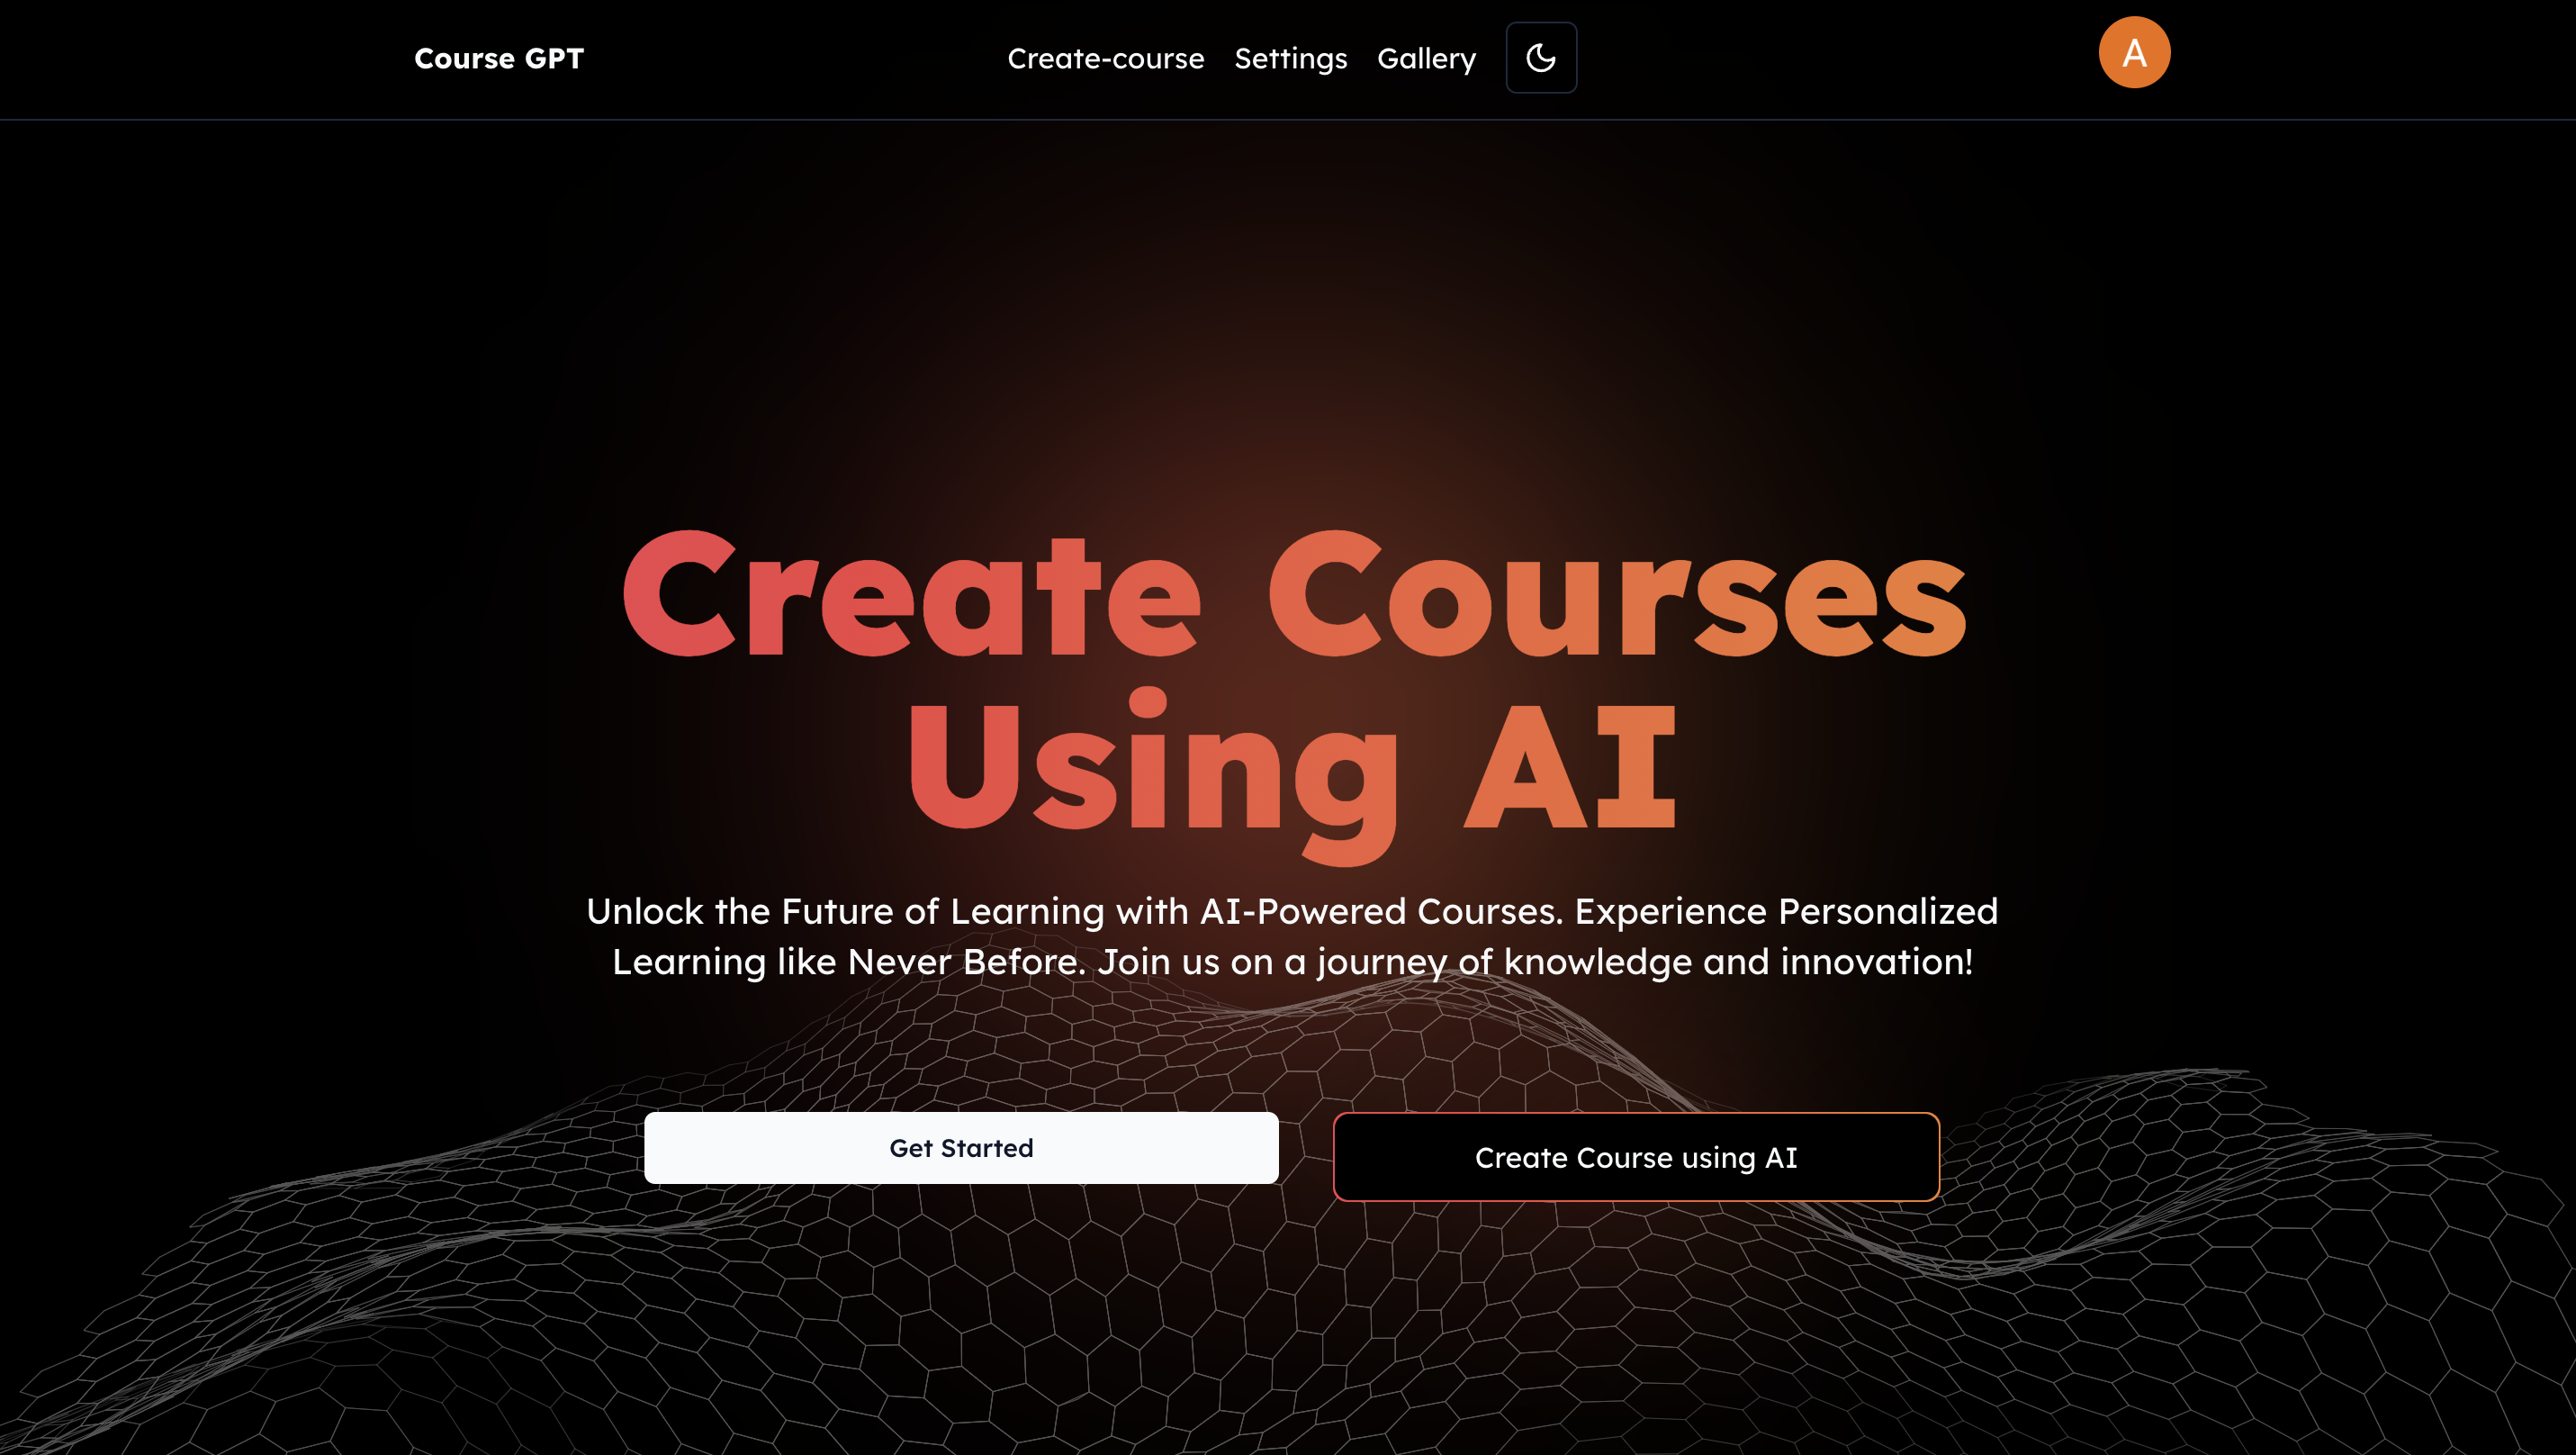 Course GPT
Create-course
Settings
Gallery
A
Create Courses
Using AI
Unlock the Future of Learning with AI-Powered Courses. Experience Personalized
Learning like Never Before. Join us on a journey of knowledge and innovation!
Get Started
Create Course using AI